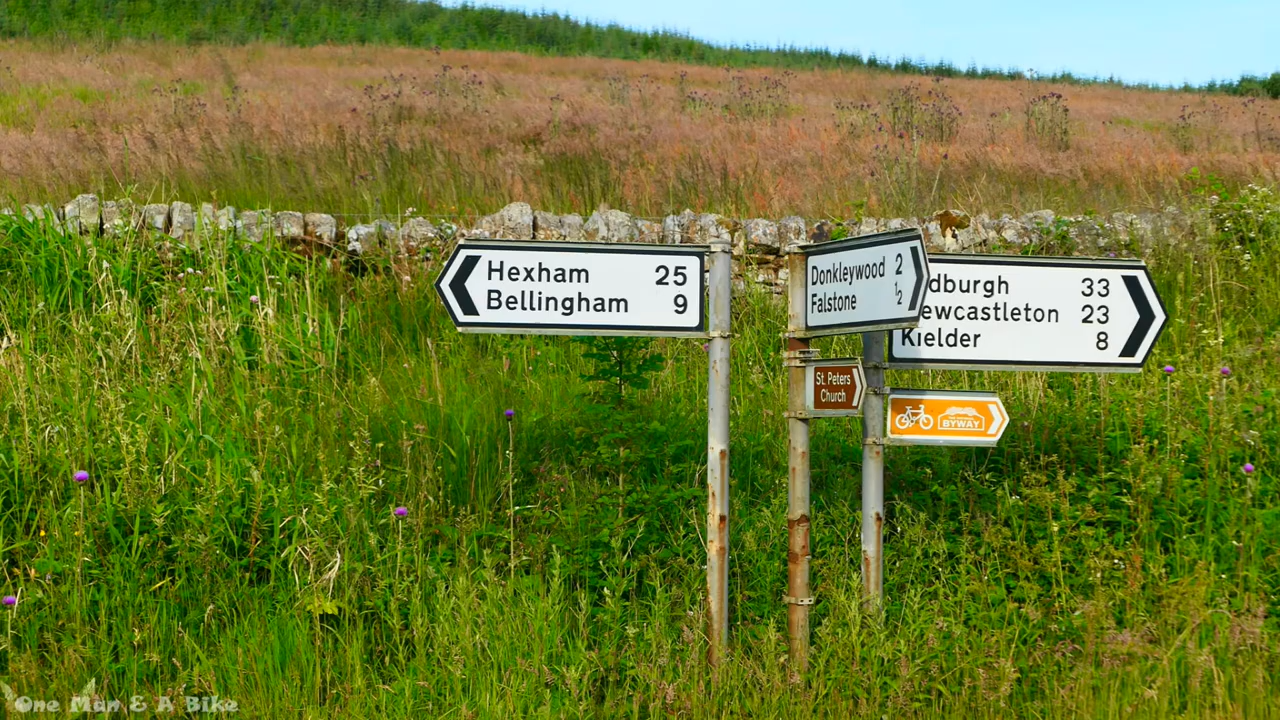 Hexham 25
Bellingham 9
Donkleywood 2
Falstone ½
dburgh 33
ewcastleton 23
Kielder 8
St. Peters
Church
BYWAY
One Man & A Bike